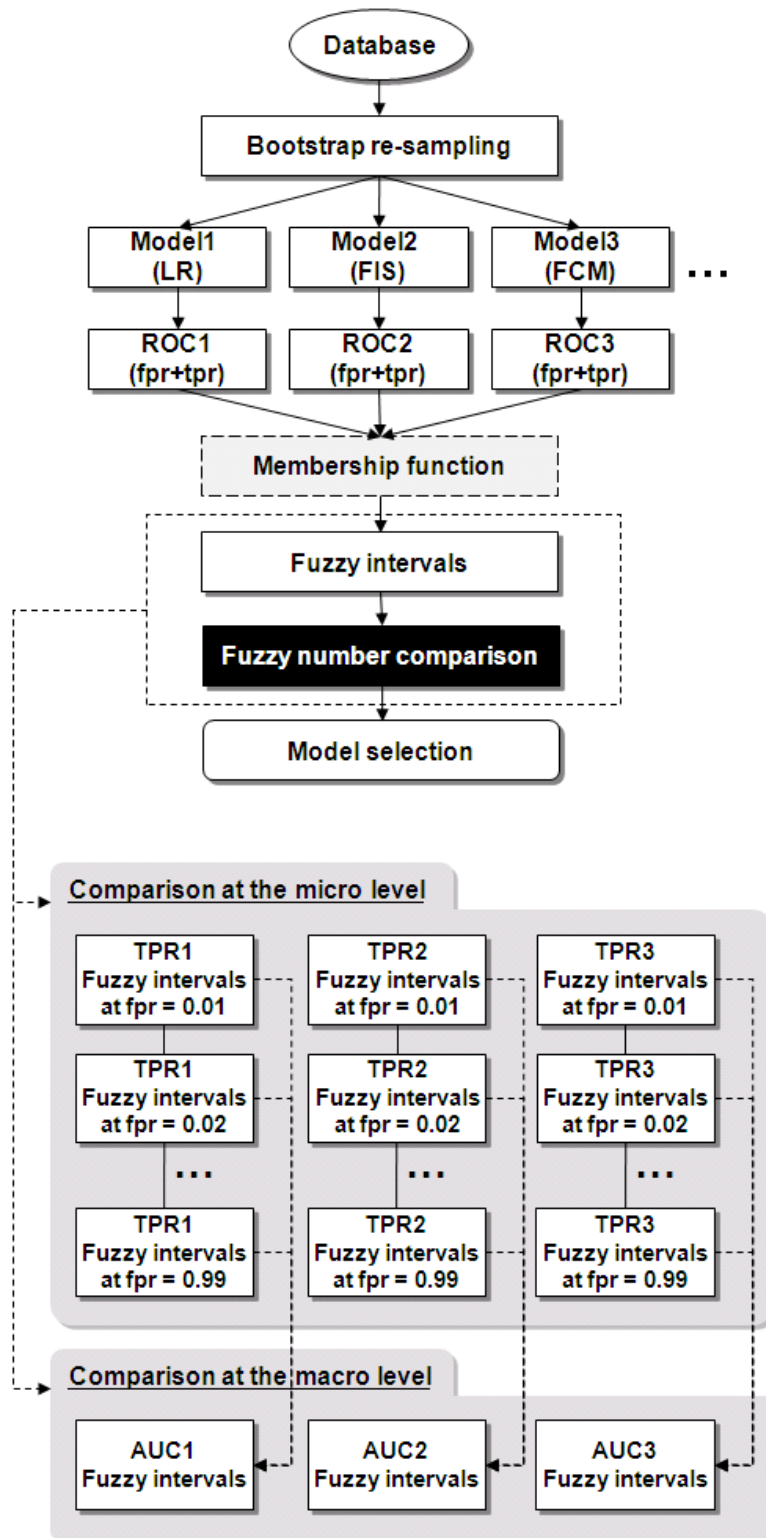 Database
Bootstrap re-sampling
Model1
(LR)
Model2
(FIS)
Model3
(FCM)
...
ROC1
(fpr+tpr)
ROC2
(fpr+tpr)
ROC3
(fpr+tpr)
Membership function
Fuzzy intervals
Fuzzy number comparison
Model selection
Comparison at the micro level
TPR1
Fuzzy intervals
at fpr = 0.01
TPR2
Fuzzy intervals
at fpr = 0.01
TPR3
Fuzzy intervals
at fpr = 0.01
TPR1
Fuzzy intervals
at fpr = 0.02
TPR2
Fuzzy intervals
at fpr = 0.02
TPR3
Fuzzy intervals
at fpr = 0.02
...
...
...
TPR1
Fuzzy intervals
at fpr = 0.99
TPR2
Fuzzy intervals
at fpr = 0.99
TPR3
Fuzzy intervals
at fpr = 0.99
Comparison at the macro level
AUC1
Fuzzy intervals
AUC2
Fuzzy intervals
AUC3
Fuzzy intervals